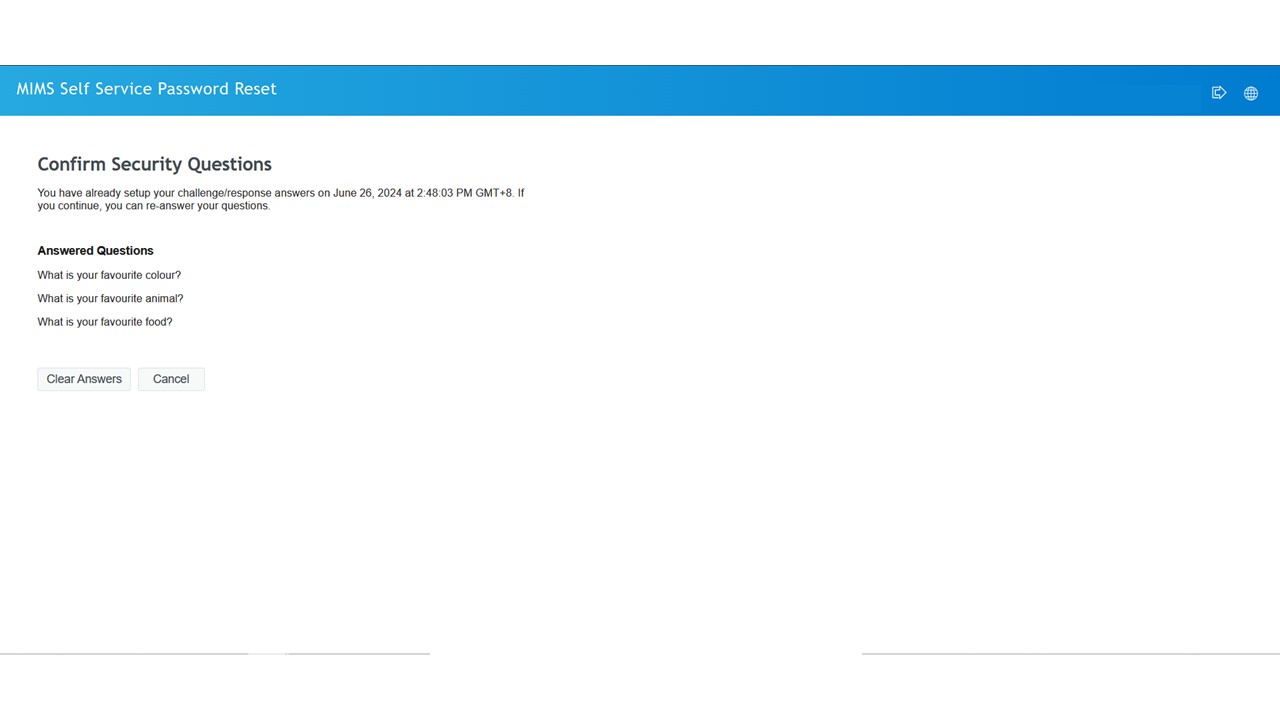 MIMS Self Service Password Reset
Confirm Security Questions
You have already setup your challenge/response answers on June 26, 2024 at 2:48:03 PM GMT+8. If
you continue, you can re-answer your questions.
Answered Questions
What is your favourite colour?
What is your favourite animal?
What is your favourite food?
Clear Answers
Cancel